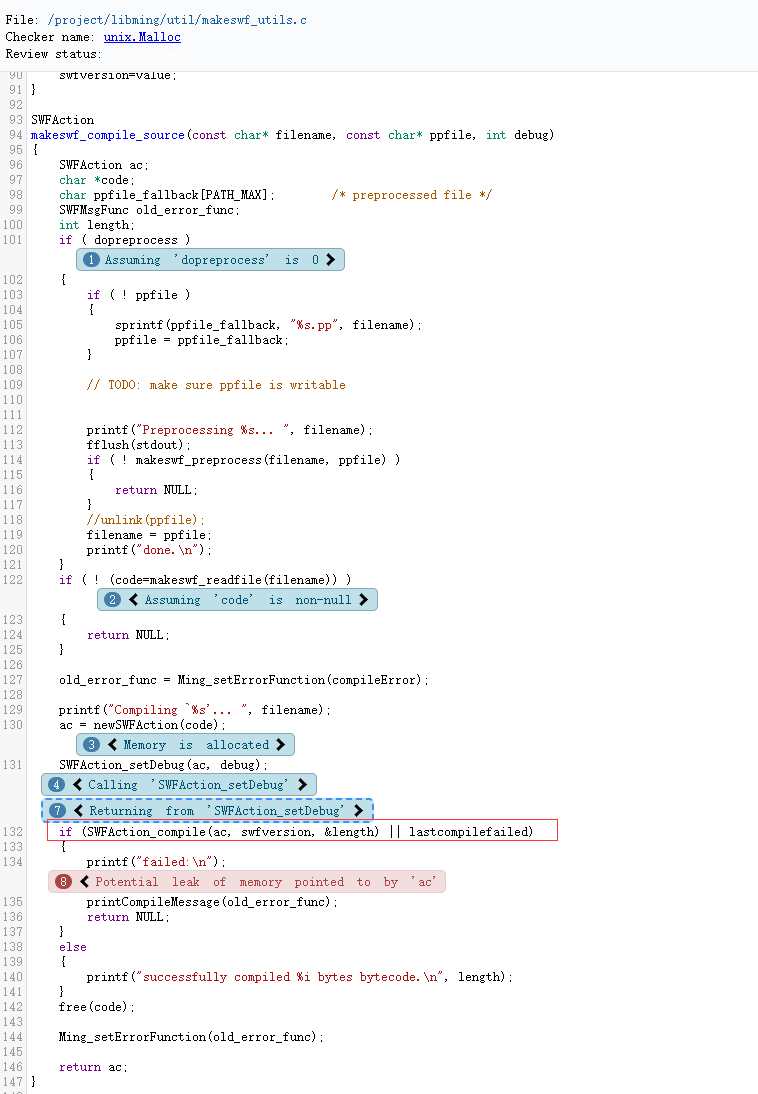 File: /project/libming/util/makeswf_utils.c
Checker name: unix.Malloc
Review status:
90 swfversion=value;
91 }
92
93 SWFAction
94 makeswf_compile_source(const char* filename, const char* ppfile, int debug)
95 {
96 SWFAction ac;
97 char *code;
98 char ppfile_fallback[PATH_MAX]; /* preprocessed file */
99 SWFMsgFunc old_error_func;
100 int length;
101 if ( dopreprocess )
1 Assuming 'dopreprocess' is 0
102 {
103 if ( ! ppfile )
104 {
105 sprintf(ppfile_fallback, "%s.pp", filename);
106 ppfile = ppfile_fallback;
107 }
108
109 // TODO: make sure ppfile is writable
110
111
112 printf("Preprocessing %s... ", filename);
113 fflush(stdout);
114 if ( ! makeswf_preprocess(filename, ppfile) )
115 {
116 return NULL;
117 }
118 //unlink(ppfile);
119 filename = ppfile;
120 printf("done.\n");
121 }
122 if ( ! (code=makeswf_readfile(filename)) )
2 Assuming 'code' is non-null
123 {
124 return NULL;
125 }
126
127 old_error_func = Ming_setErrorFunction(compileError);
128
129 printf("Compiling `%s'... ", filename);
130 ac = newSWFAction(code);
3 Memory is allocated
131 SWFAction_setDebug(ac, debug);
4 Calling 'SWFAction_setDebug'
7 Returning from 'SWFAction_setDebug'
132 if (SWFAction_compile(ac, swfversion, &length) || lastcompilefailed)
133 {
134 printf("failed:\n");
8 Potential leak of memory pointed to by 'ac'
135 printCompileMessage(old_error_func);
136 return NULL;
137 }
138 else
139 {
140 printf("successfully compiled %i bytes bytecode.\n", length);
141 }
142 free(code);
143
144 Ming_setErrorFunction(old_error_func);
145
146 return ac;
147 }